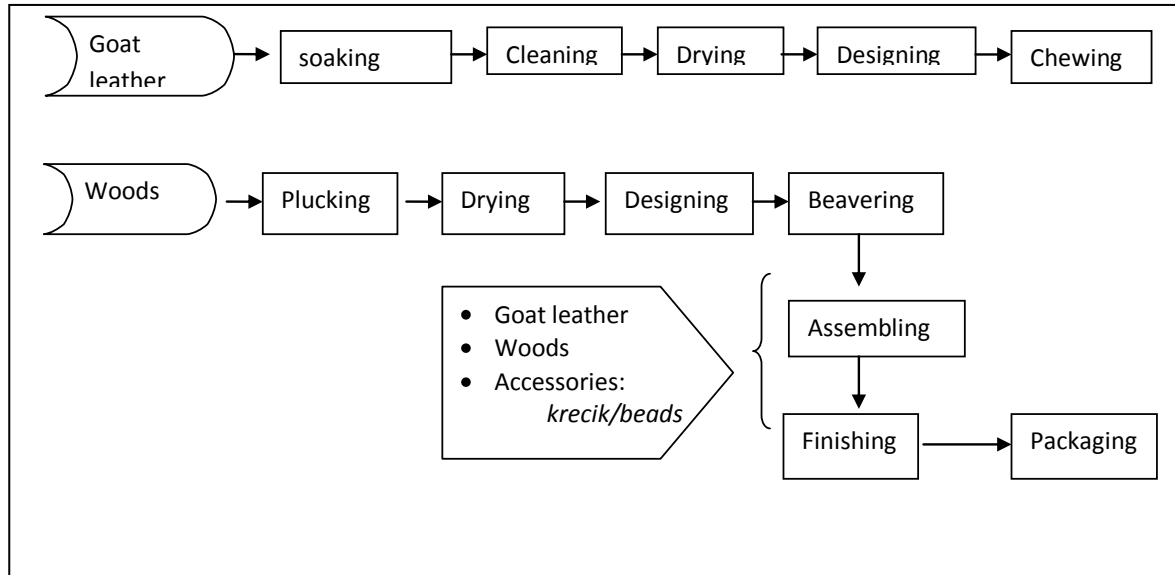 Goat
leather
soaking
Cleaning
Drying
Designing
Chewing
Woods
Plucking
Drying
Designing
Beavering
• Goat leather
• Woods
• Accessories:
krecik/beads
Assembling
Finishing
Packaging